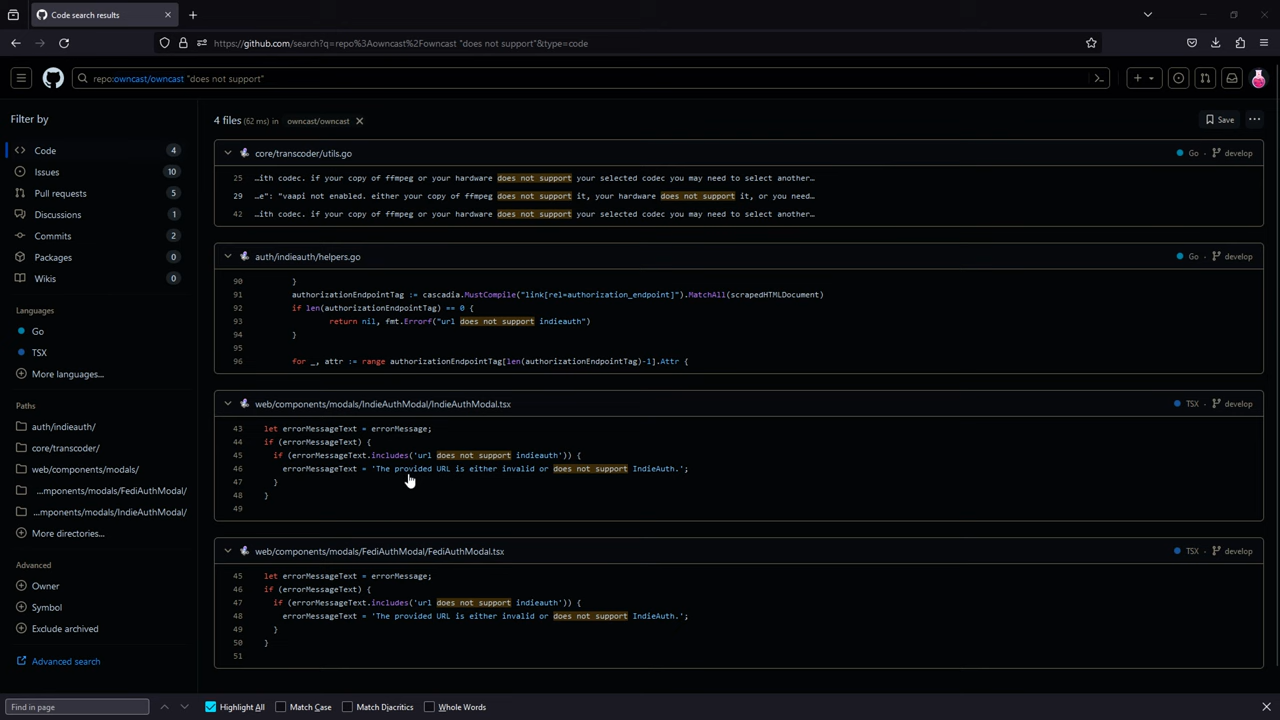 Code search results
https://github.com/search?q=repo%3Aowncast%2Fowncast "does not support"&type=code
repo:owncast/owncast "does not support"
Filter by
Code 4
Issues 10
Pull requests 5
Discussions 1
Commits 2
Packages 0
Wikis 0
Languages
Go
TSX
More languages...
Paths
auth/indieauth/
core/transcoder/
web/components/modals/
...mponents/modals/FediAuthModal/
...mponents/modals/IndieAuthModal/
More directories...
Advanced
Owner
Symbol
Exclude archived
Advanced search
4 files (62 ms) in owncast/owncast
Save
core/transcoder/utils.go Go develop
25 …ith codec. if your copy of ffmpeg or your hardware does not support your selected codec you may need to select another…
29 …e": "vaapi not enabled. either your copy of ffmpeg does not support it, your hardware does not support it, or you need…
42 …ith codec. if your copy of ffmpeg or your hardware does not support your selected codec you may need to select another…
auth/indieauth/helpers.go Go develop
90 }
91 authorizationEndpointTag := cascadia.MustCompile("link[rel=authorization_endpoint]").MatchAll(scrapedHTMLDocument)
92 if len(authorizationEndpointTag) == 0 {
93 return nil, fmt.Errorf("url does not support indieauth")
94 }
95
96 for _, attr := range authorizationEndpointTag[len(authorizationEndpointTag)-1].Attr {
web/components/modals/IndieAuthModal/IndieAuthModal.tsx TSX develop
43 let errorMessageText = errorMessage;
44 if (errorMessageText) {
45 if (errorMessageText.includes('url does not support indieauth')) {
46 errorMessageText = 'The provided URL is either invalid or does not support IndieAuth.';
47 }
48 }
49
web/components/modals/FediAuthModal/FediAuthModal.tsx TSX develop
45 let errorMessageText = errorMessage;
46 if (errorMessageText) {
47 if (errorMessageText.includes('url does not support indieauth')) {
48 errorMessageText = 'The provided URL is either invalid or does not support IndieAuth.';
49 }
50 }
51
Find in page Highlight All Match Case Match Diacritics Whole Words